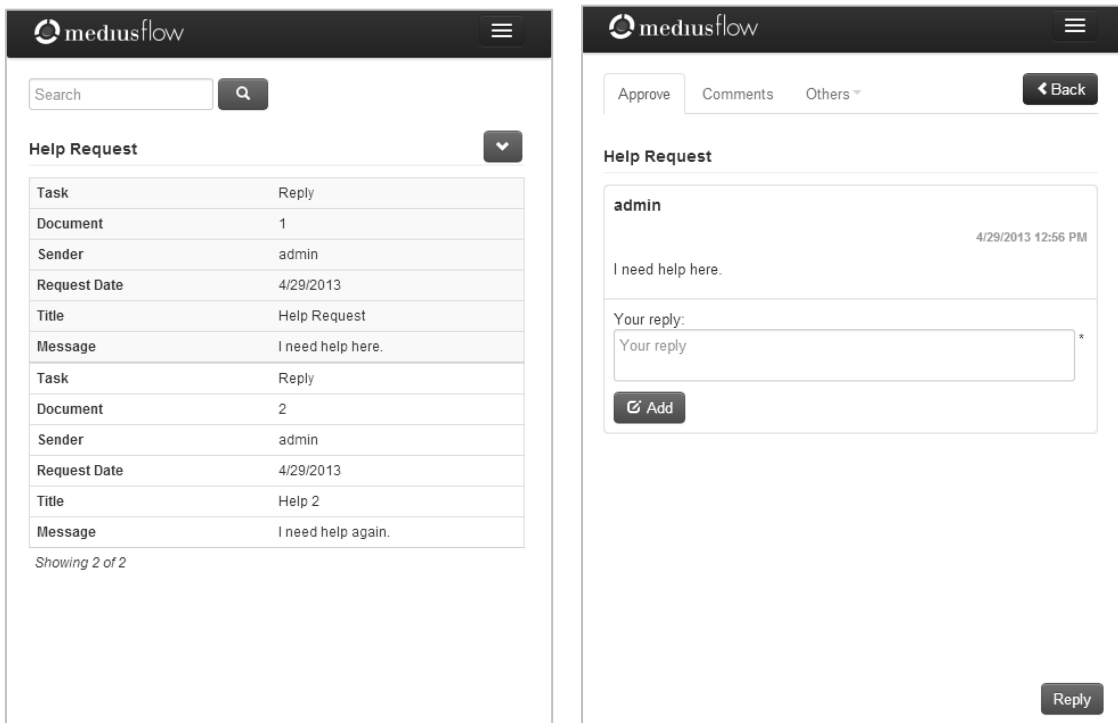 mediusflow
Search
Help Request
Task Reply
Document 1
Sender admin
Request Date 4/29/2013
Title Help Request
Message I need help here.
Task Reply
Document 2
Sender admin
Request Date 4/29/2013
Title Help 2
Message I need help again.
Showing 2 of 2
mediusflow
Approve Comments Others Back
Help Request
admin
4/29/2013 12:56 PM
I need help here.
Your reply:
Your reply *
Add
Reply